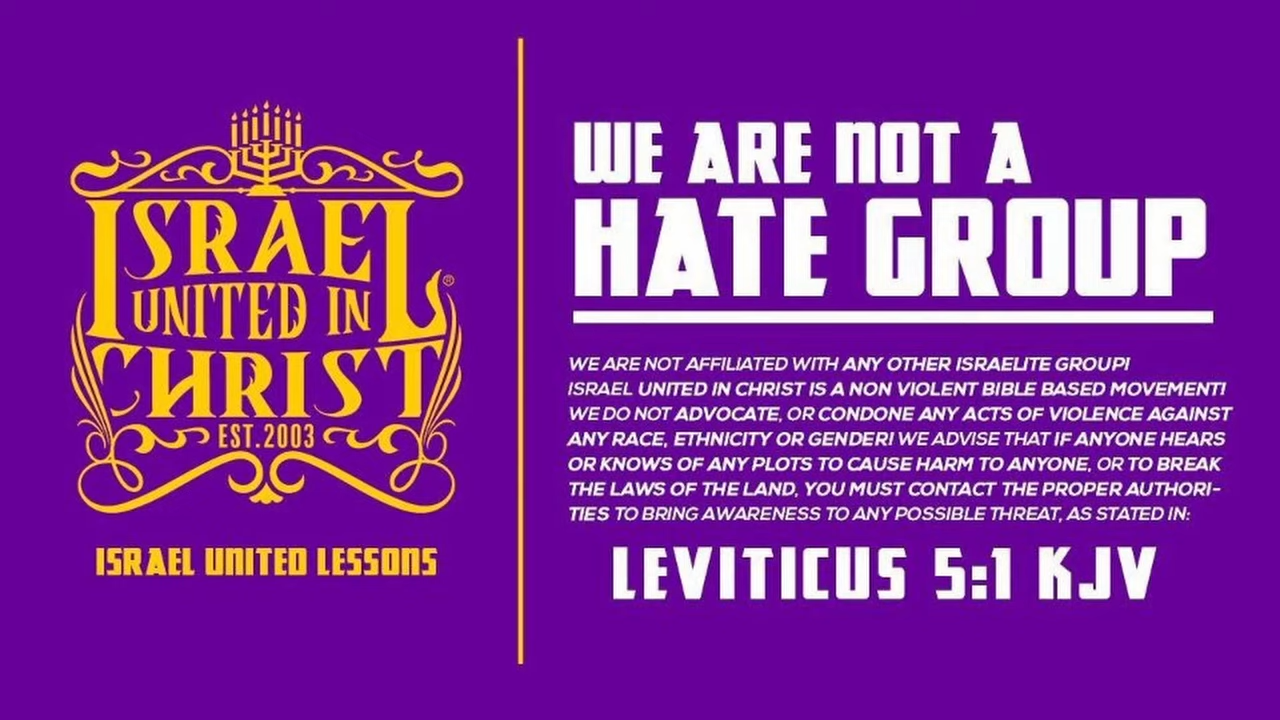 ISRAEL
UNITED IN
CHRIST
EST.2003
®
ISRAEL UNITED LESSONS
WE ARE NOT A
HATE GROUP
WE ARE NOT AFFILIATED WITH ANY OTHER ISRAELITE GROUP!
ISRAEL UNITED IN CHRIST IS A NON VIOLENT BIBLE BASED MOVEMENT!
WE DO NOT ADVOCATE, OR CONDONE ANY ACTS OF VIOLENCE AGAINST
ANY RACE, ETHNICITY OR GENDER! WE ADVISE THAT IF ANYONE HEARS
OR KNOWS OF ANY PLOTS TO CAUSE HARM TO ANYONE, OR TO BREAK
THE LAWS OF THE LAND, YOU MUST CONTACT THE PROPER AUTHORI-
TIES TO BRING AWARENESS TO ANY POSSIBLE THREAT, AS STATED IN:
LEVITICUS 5:1 KJV